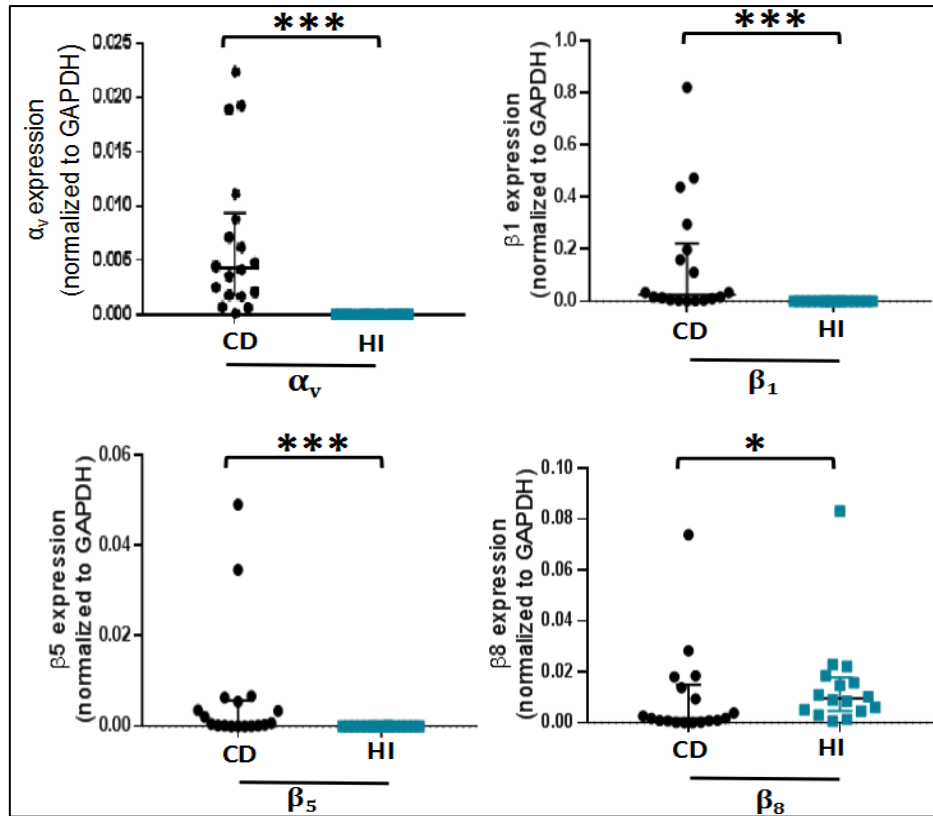 ***
0.025
0.020
0.015
0.010
0.005
0.000
αv expression
(normalized to GAPDH)
CD
HI
αv
***
1.0
0.8
0.6
0.4
0.2
0.0
β1 expression
(normalized to GAPDH)
CD
HI
β1
***
0.06
0.04
0.02
0.00
β5 expression
(normalized to GAPDH)
CD
HI
β5
*
0.10
0.08
0.06
0.04
0.02
0.00
β8 expression
(normalized to GAPDH)
CD
HI
β8